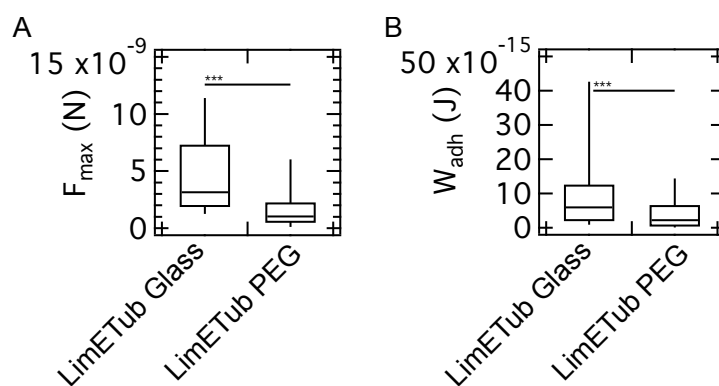 A
15 x10^-9
10
5
0
F_max (N)
***
LimETub Glass
LimETub PEG
B
50 x10^-15
40
30
20
10
0
W_adh (J)
***
LimETub Glass
LimETub PEG